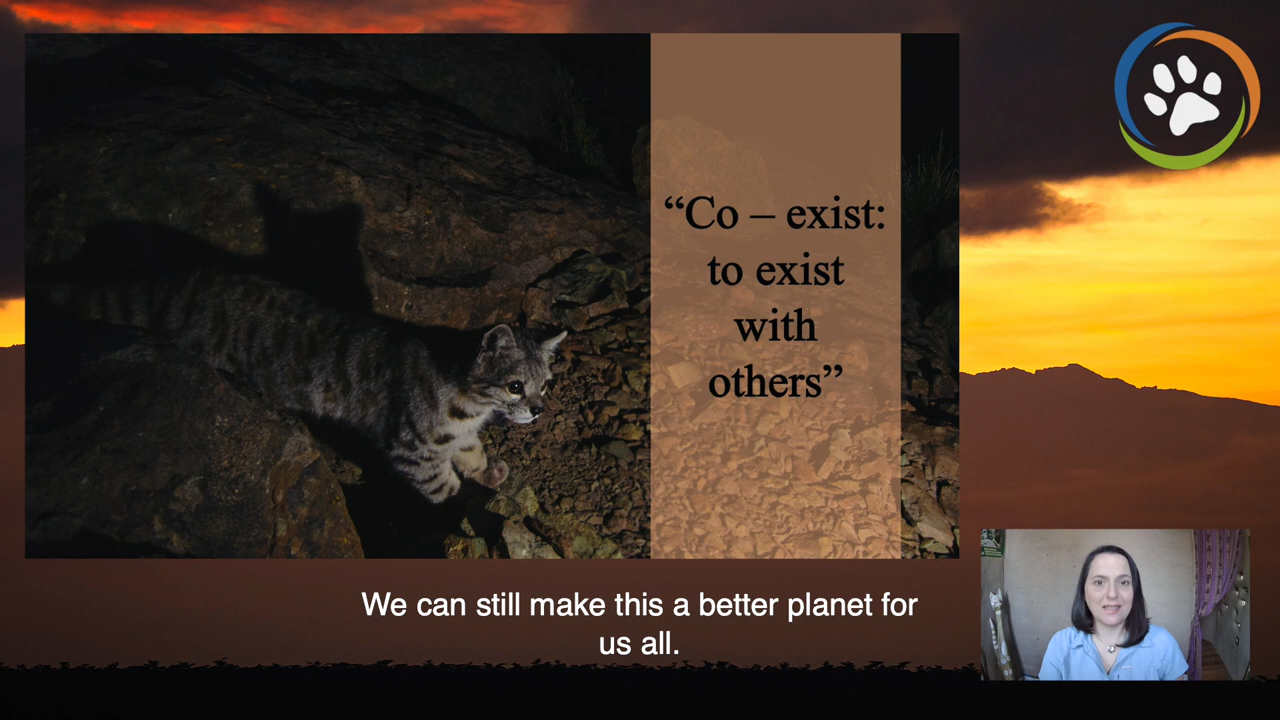 “Co – exist:
to exist
with
others”
We can still make this a better planet for
us all.